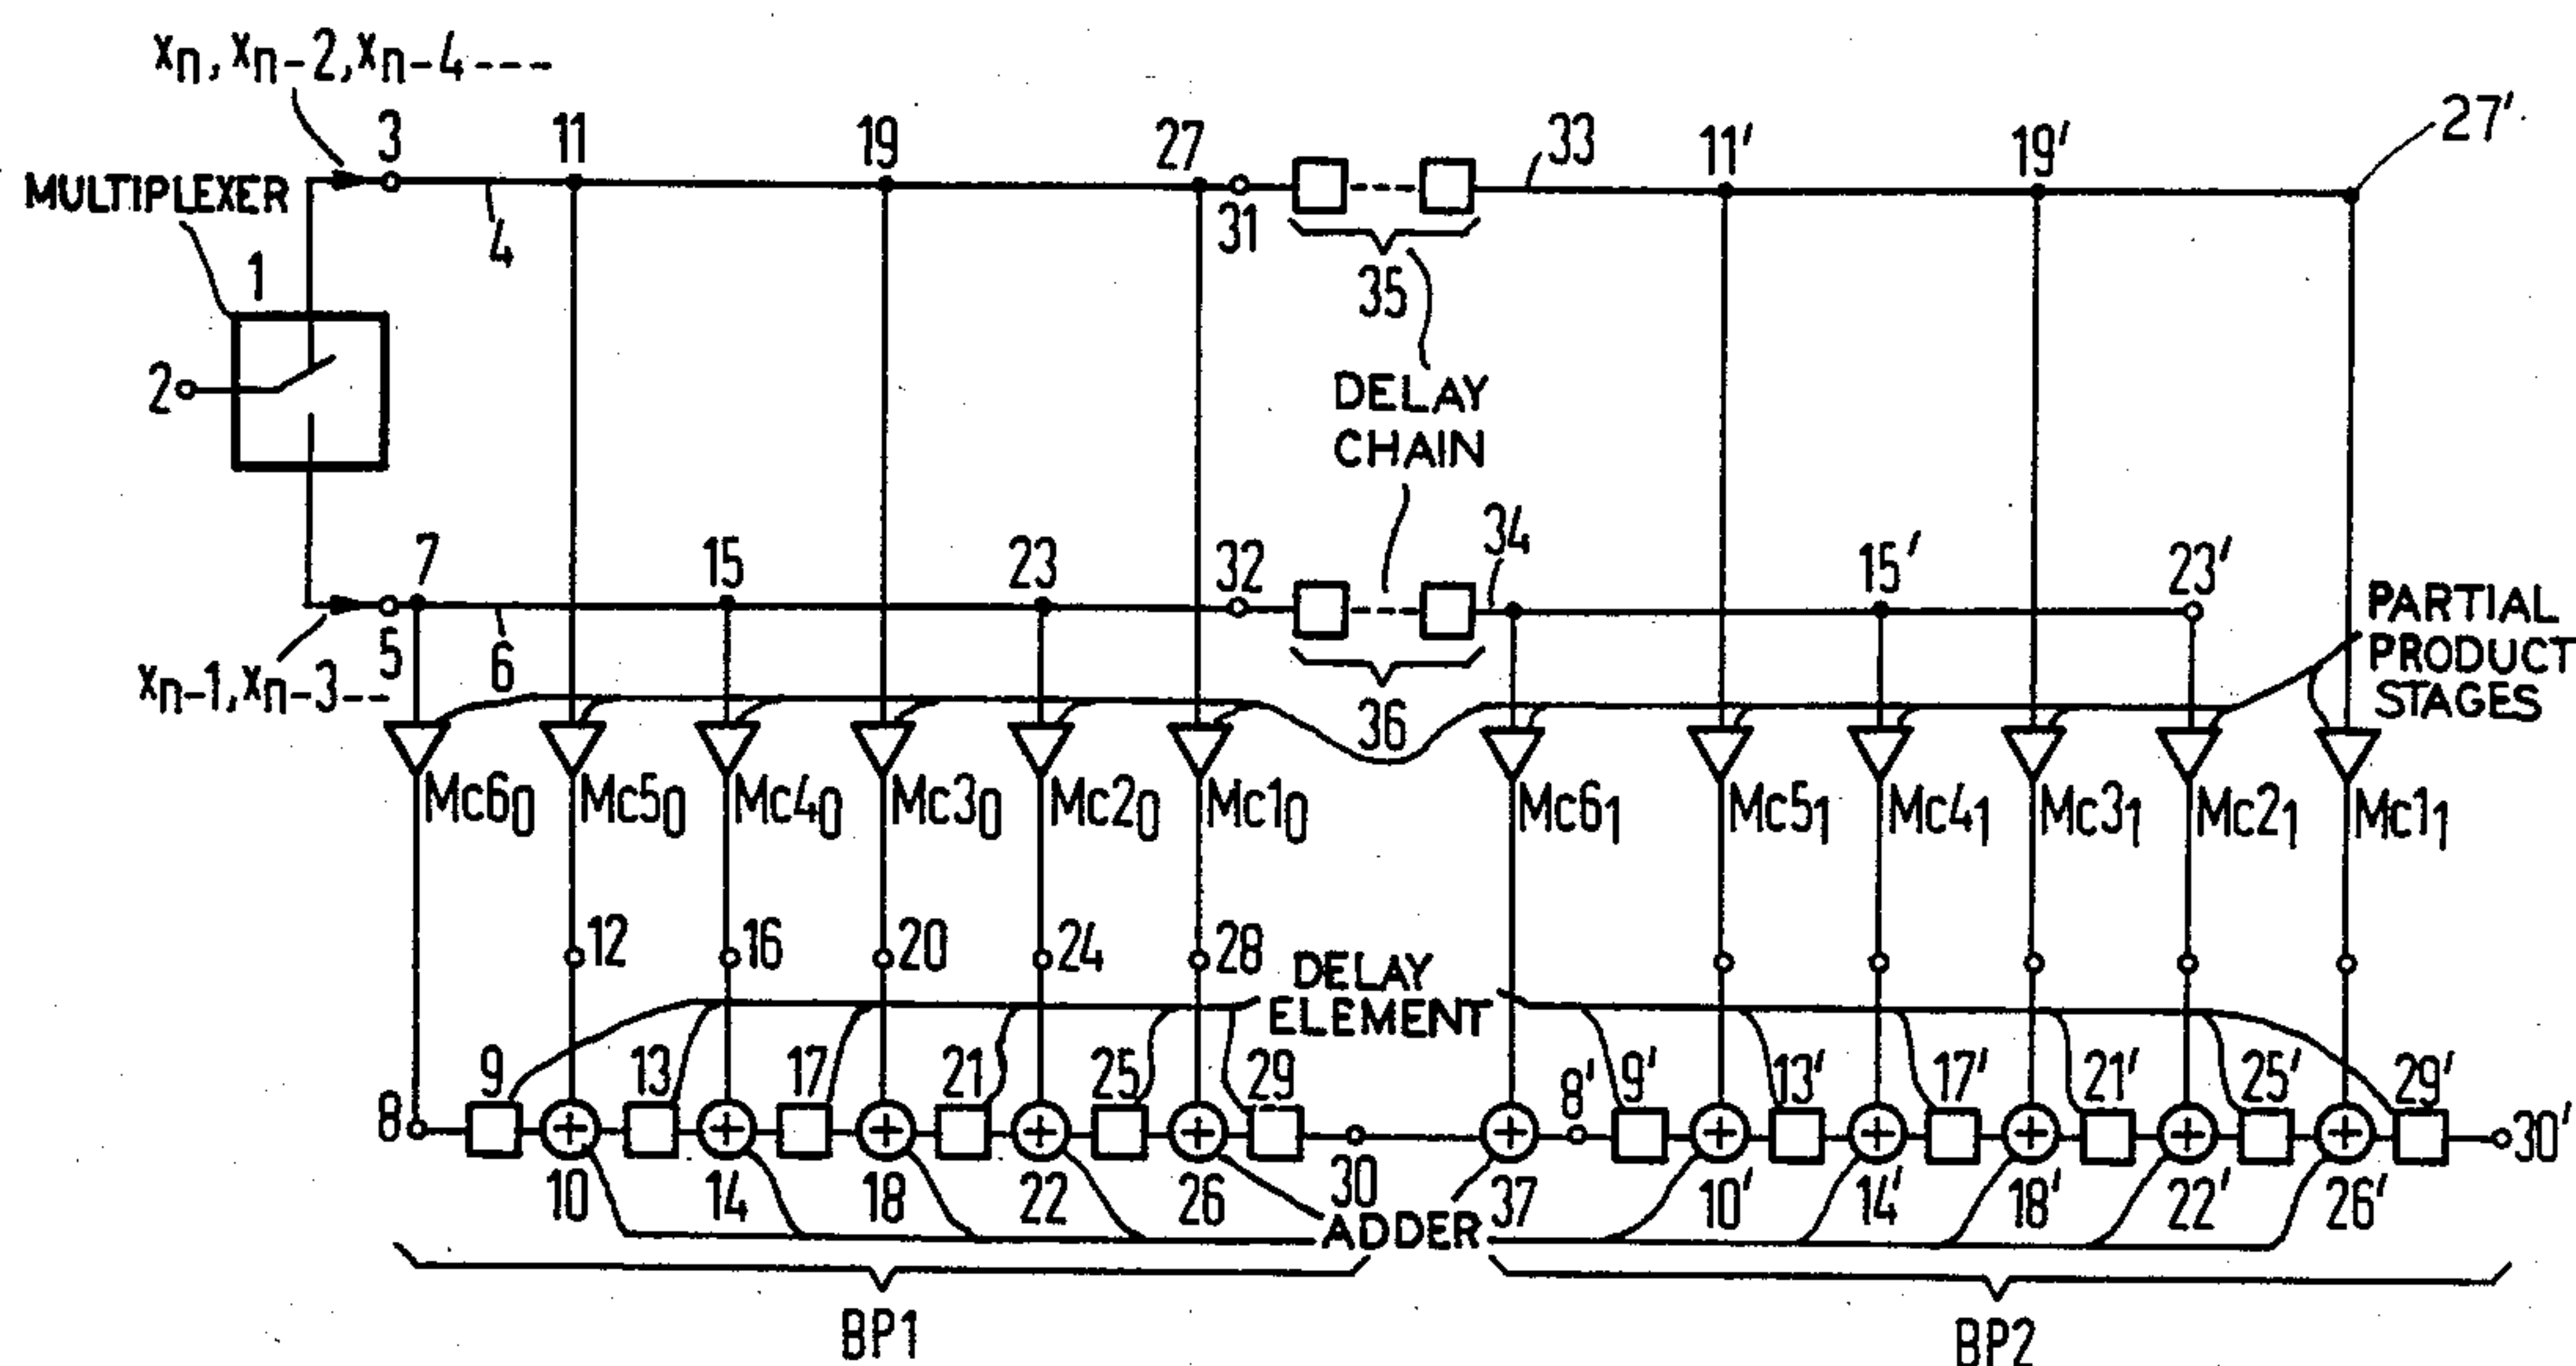 xn, xn-2, xn-4 ----
3 11 19 27 33 11' 19' 27'
MULTIPLEXER
4 31
1 35
2
DELAY
CHAIN
7 15 23 32 34 15' 23'
PARTIAL
PRODUCT
STAGES
5 6 36
xn-1, xn-3 --
Mc60 Mc50 Mc40 Mc30 Mc20 Mc10 Mc61 Mc51 Mc41 Mc31 Mc21 Mc11
12 16 20 24 28
DELAY
ELEMENT
9 13 17 21 25 29 8' 9' 13' 17' 21' 25' 29'
8 30'
10 14 18 22 26 30 37 10' 14' 18' 22' 26'
ADDER
BP1 BP2